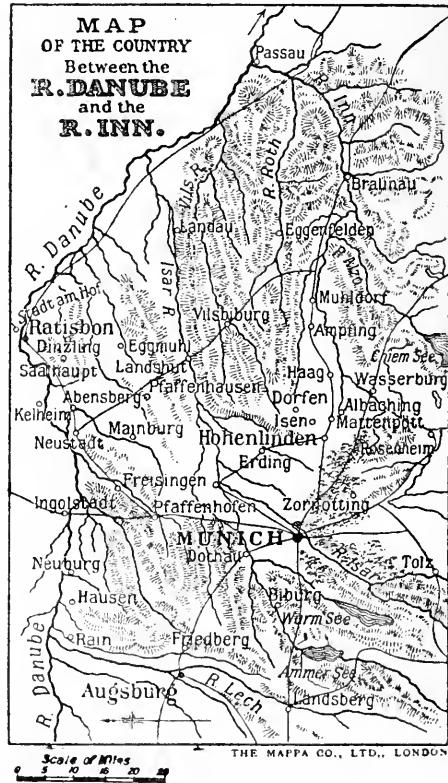 MAP
OF THE COUNTRY
Between the
R. DANUBE
and the
R. INN.
Passau
R. Inn
R. Danube
Vils R.
R. Roth
Braunau
Landau
Eggenfelden
Isar R.
Stadt am Hof
Muhldorf
Ratisbon
Vilsbiburg
Ampfing
Dinzling
Eggmuhl
Chiem See
Saalhaupt
Landshut
Haag
Wasserburg
Pfaffenhausen
Abensberg
Dorfen
Albaching
Kelheim
Isen
Mattenpott
Mainburg
Hohenlinden
Neustadt
Rosenheim
Erding
Freisingen
Ingolstadt
Pfaffenhofen
Zornotting
MUNICH
Dochau
R. Isar
Tolz
Neuburg
Hausen
Biburg
Wurm See
Rain
Friedberg
R. Danube
Ammer See
Augsburg
R. Lech
Landsberg
Scale of Miles
0 5 10 15 20
THE MAPPA CO., LTD., LONDON